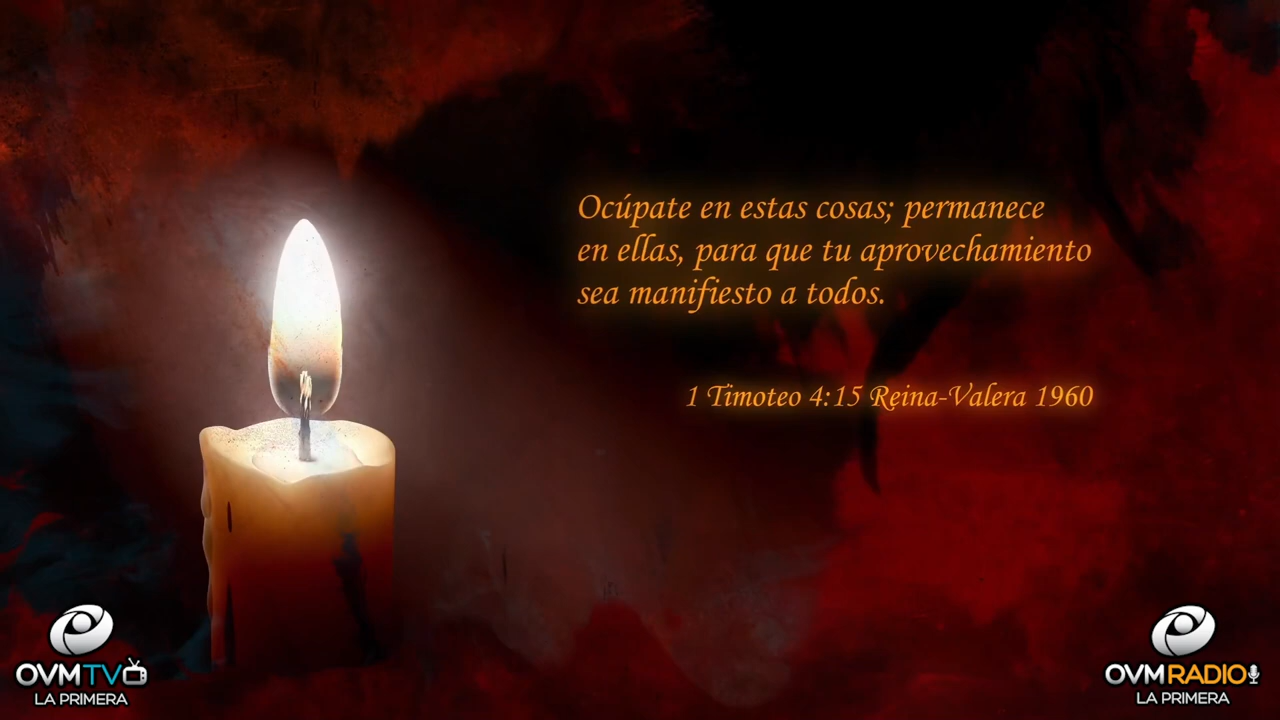 Ocúpate en estas cosas; permanece
en ellas, para que tu aprovechamiento
sea manifiesto a todos.
1 Timoteo 4:15 Reina-Valera 1960
OVMTV
LA PRIMERA
OVMRADIO
LA PRIMERA